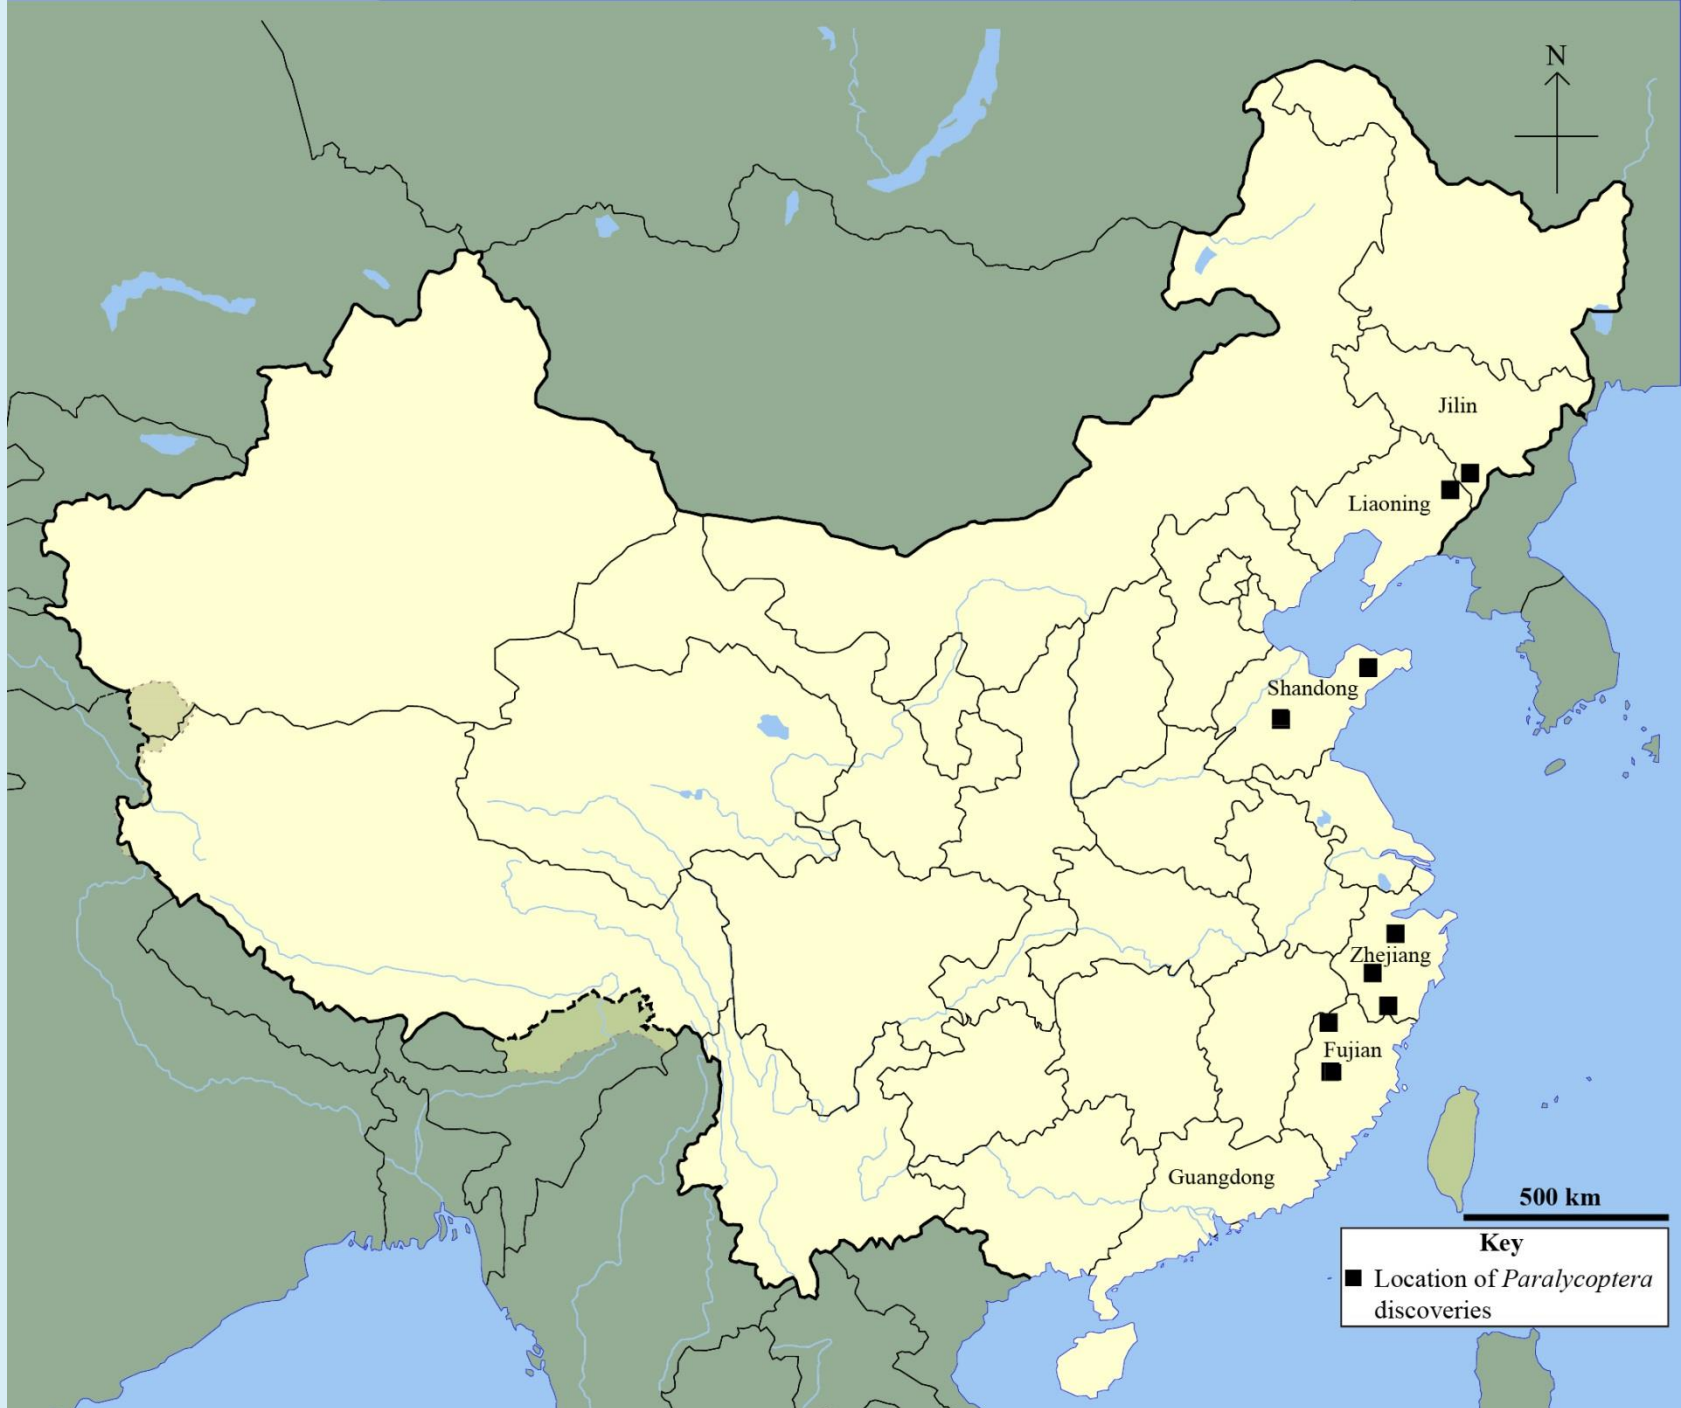 N
Jilin
Liaoning
Shandong
Zhejiang
Fujian
Guangdong
500 km
Key
Location of Paralycoptera
discoveries